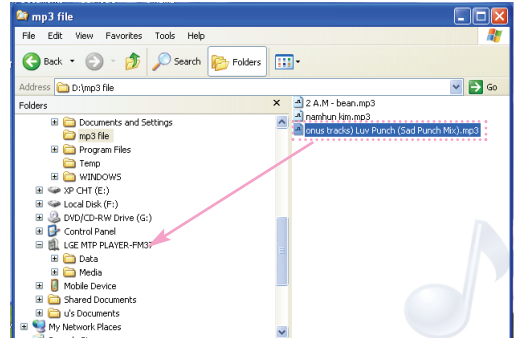 mp3 file
File Edit View Favorites Tools Help
Back Search Folders
Address D:\mp3 file Go
Folders
Documents and Settings
mp3 file
Program Files
Temp
WINDOWS
XP CHT (E:)
Local Disk (F:)
DVD/CD-RW Drive (G:)
Control Panel
LGE MTP PLAYER-FM37
Data
Media
Mobile Device
Shared Documents
u's Documents
My Network Places
2 A.M - bean.mp3
namhun kim.mp3
onus tracks) Luv Punch (Sad Punch Mix).mp3